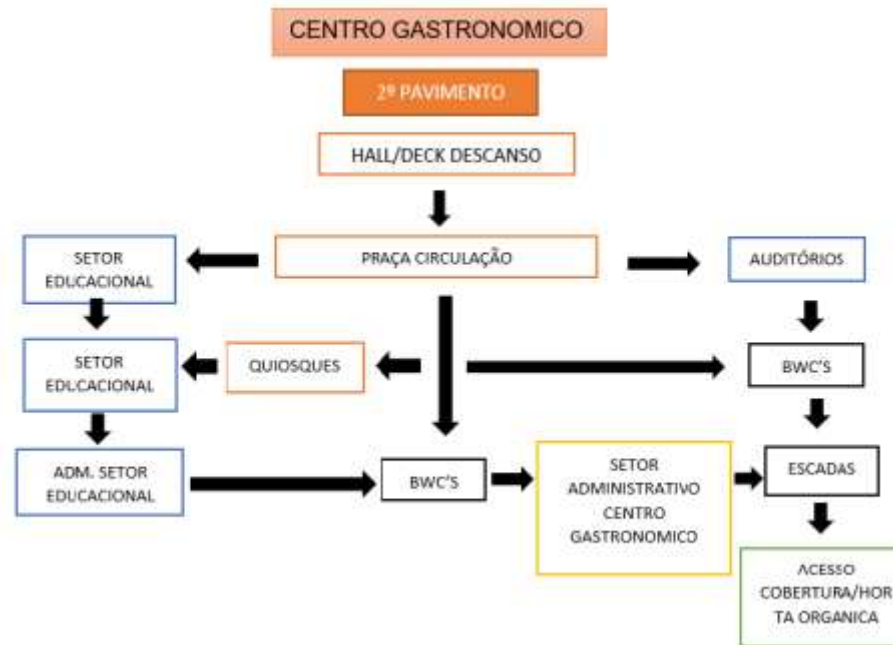 CENTRO GASTRONOMICO
2º PAVIMENTO
HALL/DECK DESCANSO
SETOR
EDUCACIONAL
PRAÇA CIRCULAÇÃO
AUDITÓRIOS
SETOR
EDUCACIONAL
QUIOSQUES
BWC'S
ADM. SETOR
EDUCACIONAL
BWC'S
SETOR
ADMINISTRATIVO
CENTRO
GASTRONOMICO
ESCADAS
ACESSO
COBERTURA/HOR
TA ORGANICA